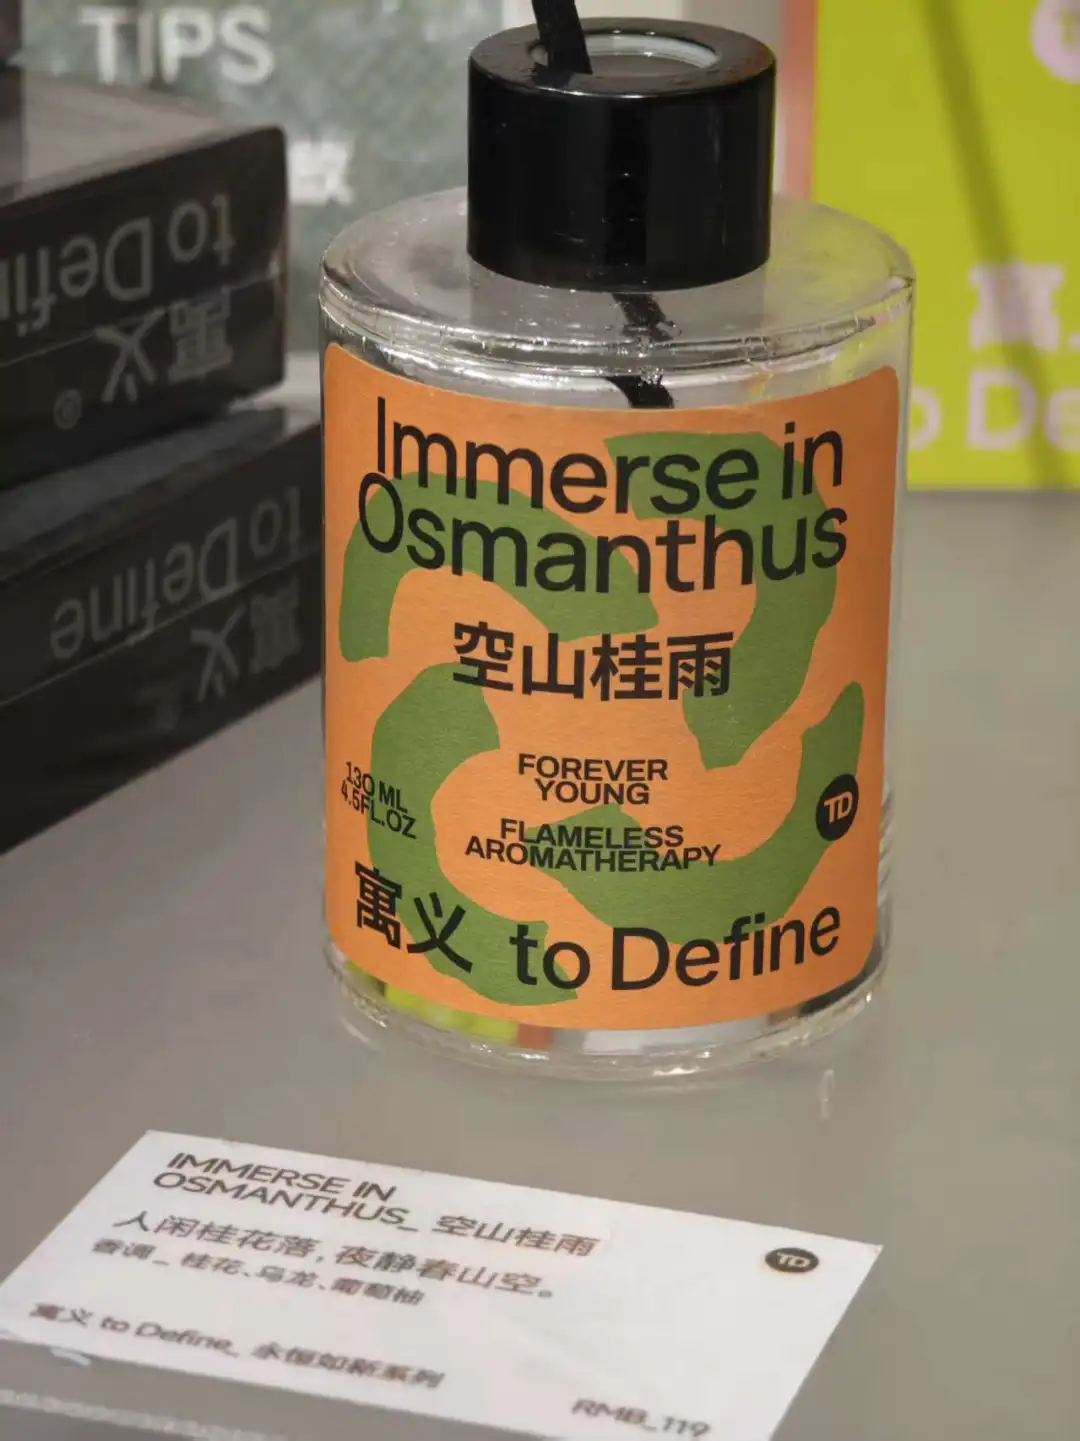 TIPS
to Define
寓义
®
to Define
寓义
to De
Immerse in
Osmanthus
空山桂雨
FOREVER
YOUNG
130 ML
4.5FL.OZ
FLAMELESS
AROMATHERAPY
TD
寓义 to Define
IMMERSE IN
OSMANTHUS_ 空山桂雨
人闲桂花落，夜静春山空。
香调_ 桂花、乌龙、葡萄柚
TD
寓义 to Define_ 永恒如新系列
RMB_119